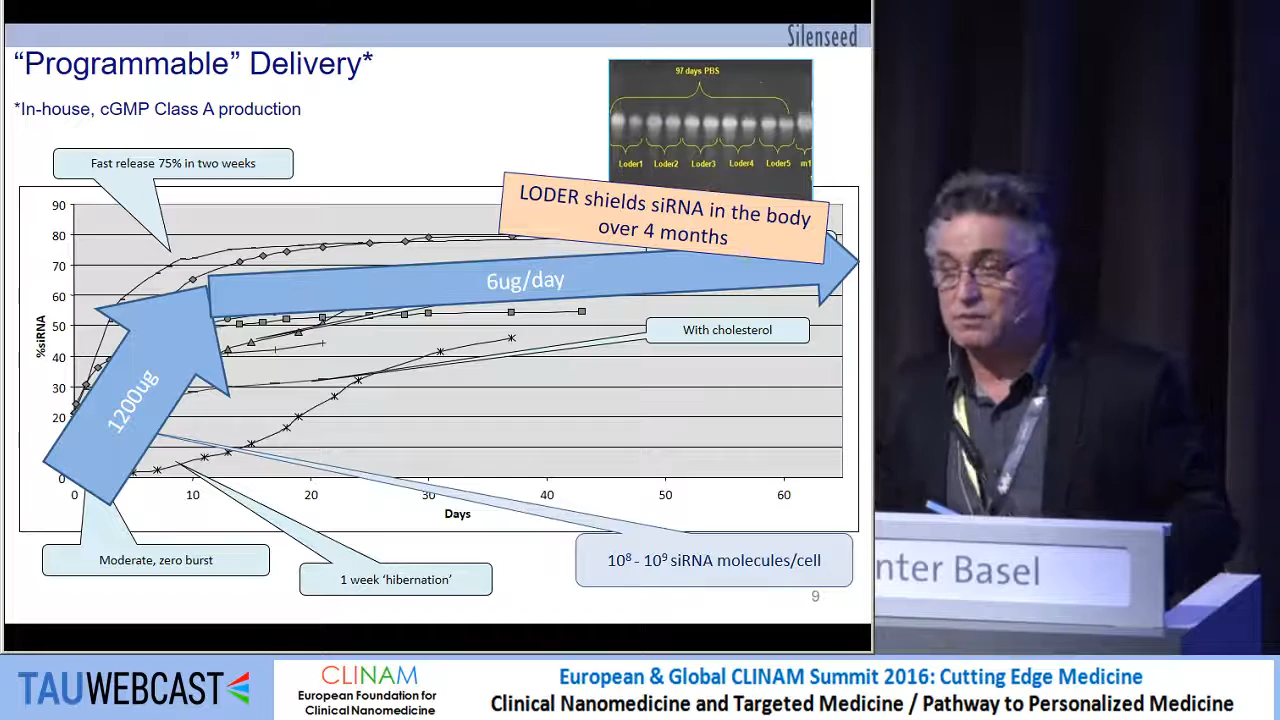 Silenseed
“Programmable” Delivery*
*In-house, cGMP Class A production
97 days PBS
Loder1 Loder2 Loder3 Loder4 Loder5 m1
Fast release 75% in two weeks
LODER shields siRNA in the body
over 4 months
90
80
70
60
50
40
30
20
0
%siRNA
6ug/day
1200ug
With cholesterol
0 10 20 30 40 50 60
Days
Moderate, zero burst
1 week ‘hibernation’
10⁸ - 10⁹ siRNA molecules/cell
9
nter Basel
TAUWEBCAST
CLINAM
European Foundation for
Clinical Nanomedicine
European & Global CLINAM Summit 2016: Cutting Edge Medicine
Clinical Nanomedicine and Targeted Medicine / Pathway to Personalized Medicine